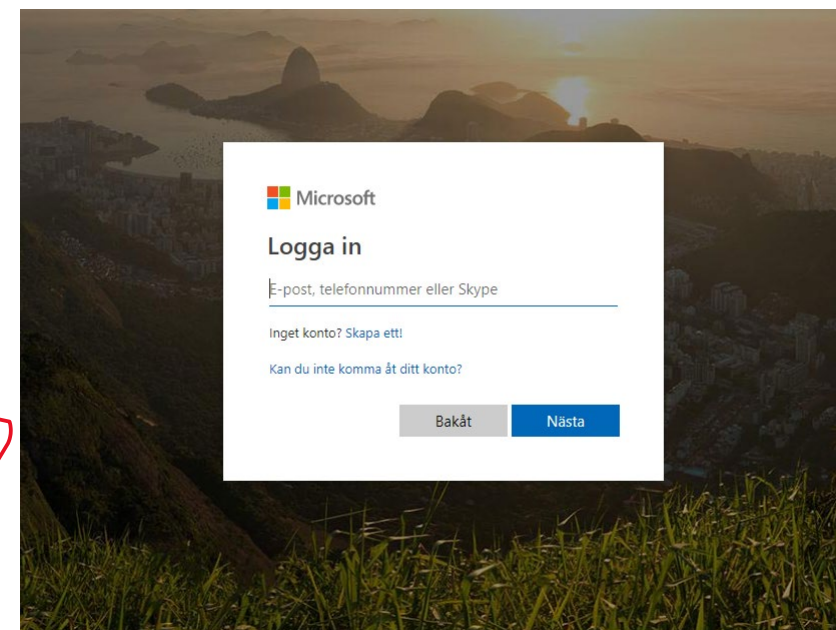 Microsoft
Logga in
E-post, telefonnummer eller Skype
Inget konto? Skapa ett!
Kan du inte komma åt ditt konto?
Bakåt
Nästa